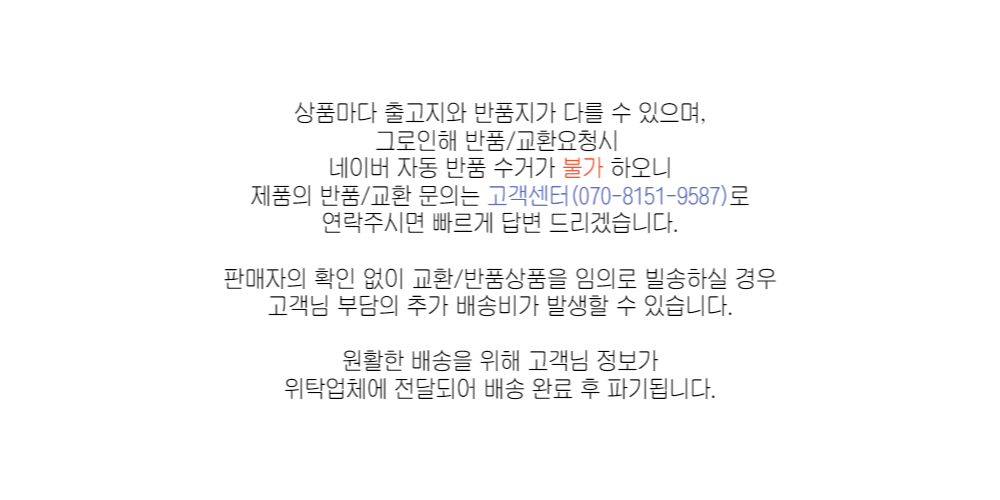 상품마다 출고지와 반품지가 다를 수 있으며,
그로인해 반품/교환요청시
네이버 자동 반품 수거가 불가 하오니
제품의 반품/교환 문의는 고객센터(070-8151-9587)로
연락주시면 빠르게 답변 드리겠습니다.
판매자의 확인 없이 교환/반품상품을 임의로 빌송하실 경우
고객님 부담의 추가 배송비가 발생할 수 있습니다.
원활한 배송을 위해 고객님 정보가
위탁업체에 전달되어 배송 완료 후 파기됩니다.